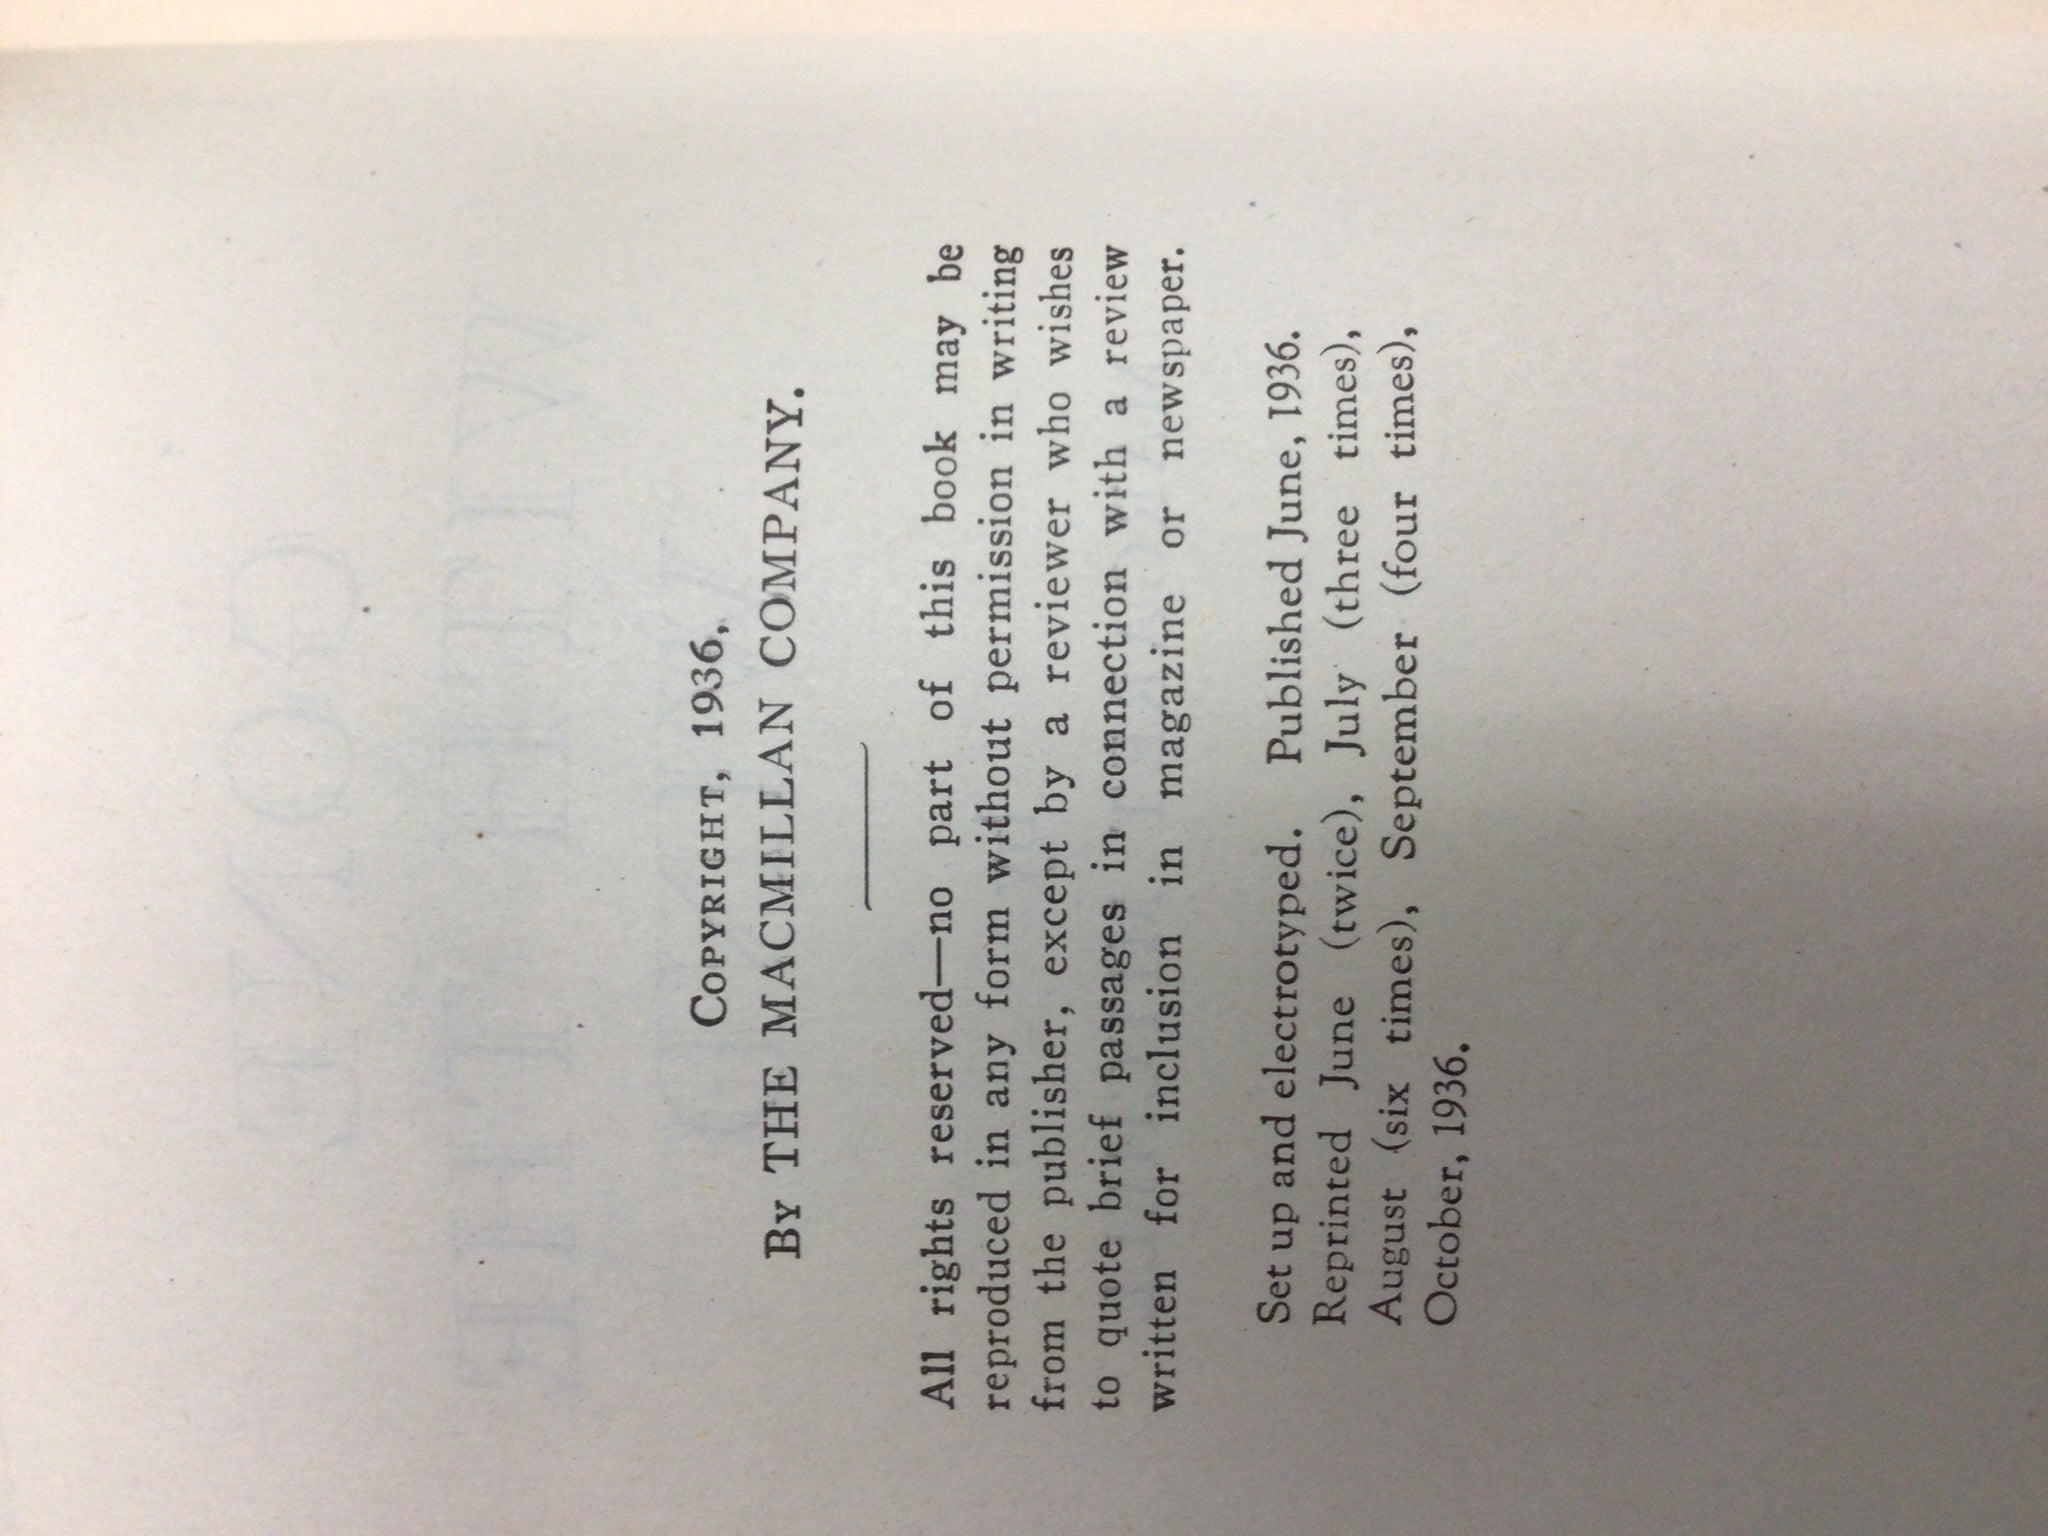 COPYRIGHT, 1936,
BY THE MACMILLAN COMPANY.
All rights reserved—no part of this book may be
reproduced in any form without permission in writing
from the publisher, except by a reviewer who wishes
to quote brief passages in connection with a review
written for inclusion in magazine or newspaper.
Set up and electrotyped. Published June, 1936.
Reprinted June (twice), July (three times),
August (six times), September (four times),
October, 1936.